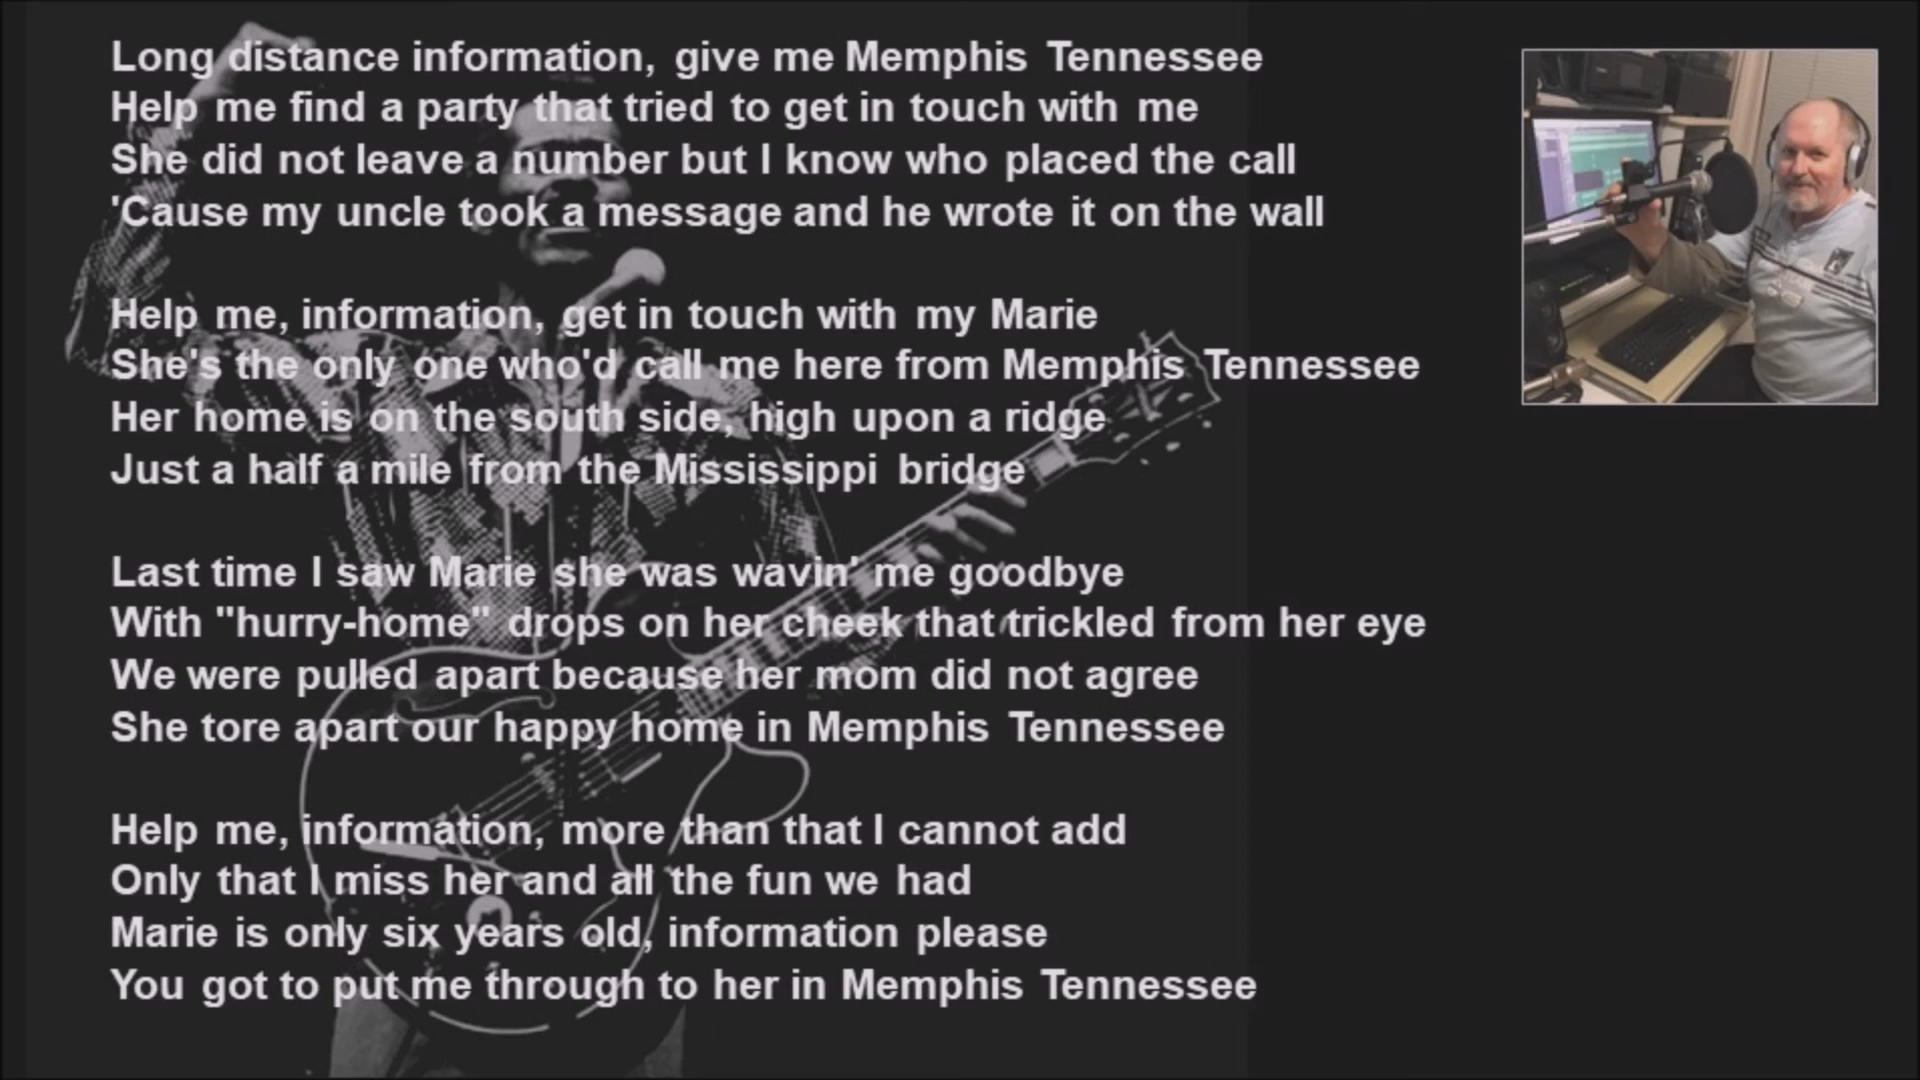 Long distance information, give me Memphis Tennessee
Help me find a party that tried to get in touch with me
She did not leave a number but I know who placed the call
'Cause my uncle took a message and he wrote it on the wall
Help me, information, get in touch with my Marie
She's the only one who'd call me here from Memphis Tennessee
Her home is on the south side, high upon a ridge
Just a half a mile from the Mississippi bridge
Last time I saw Marie she was wavin' me goodbye
With "hurry-home" drops on her cheek that trickled from her eye
We were pulled apart because her mom did not agree
She tore apart our happy home in Memphis Tennessee
Help me, information, more than that I cannot add
Only that I miss her and all the fun we had
Marie is only six years old, information please
You got to put me through to her in Memphis Tennessee